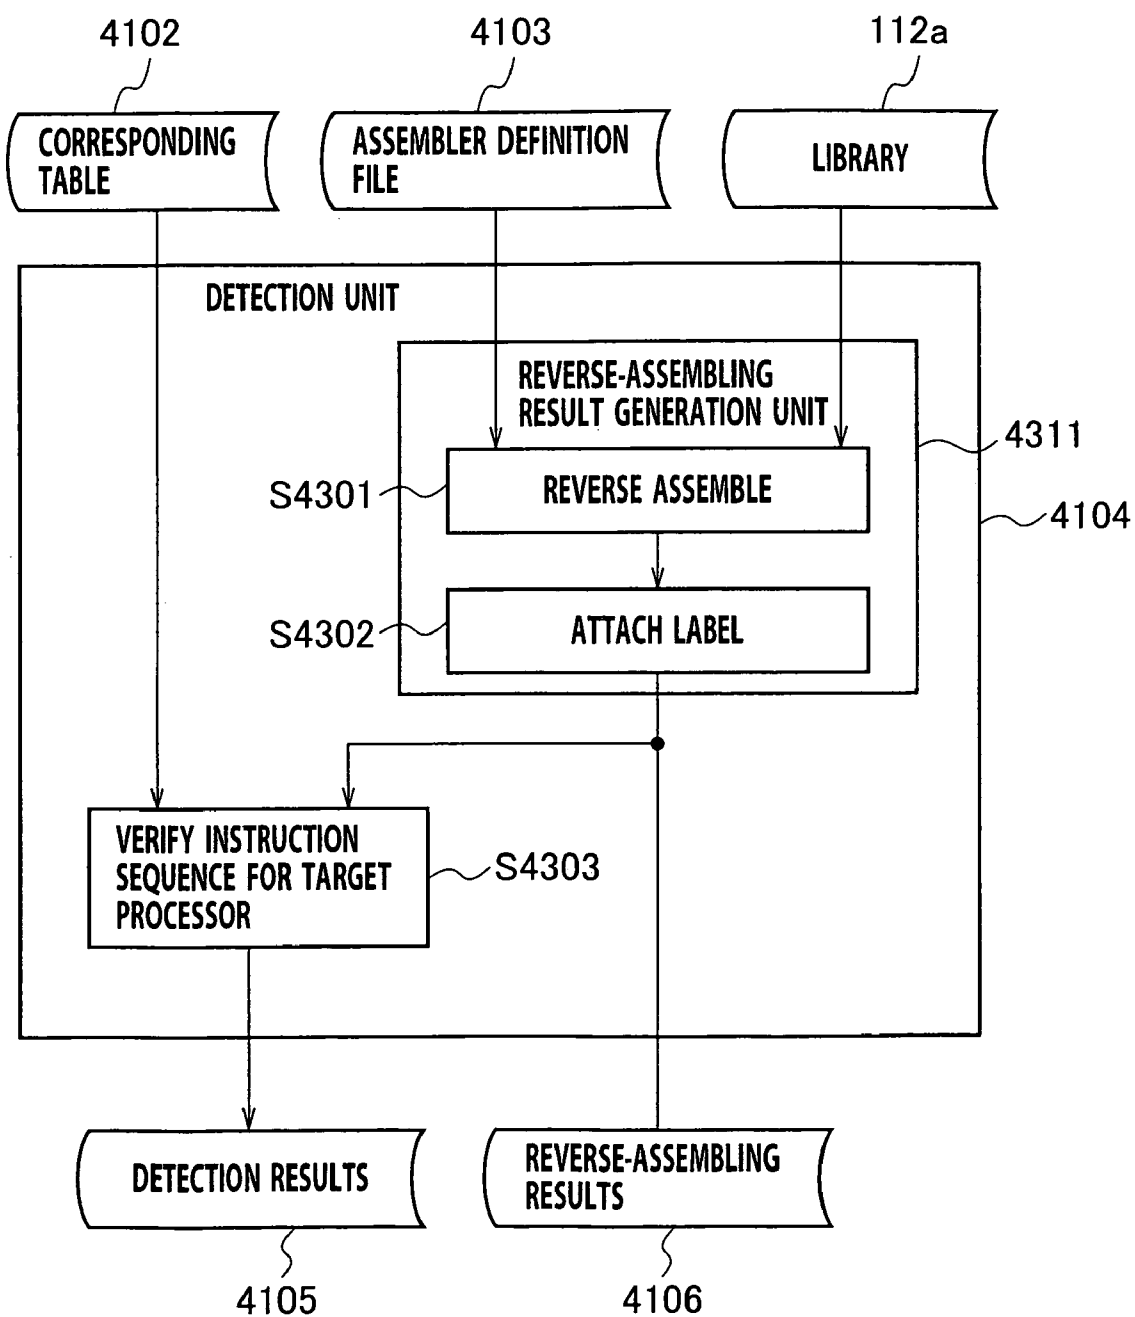 4102
4103
112a
CORRESPONDING
TABLE
ASSEMBLER DEFINITION
FILE
LIBRARY
DETECTION UNIT
REVERSE-ASSEMBLING
RESULT GENERATION UNIT
4311
S4301
REVERSE ASSEMBLE
4104
S4302
ATTACH LABEL
VERIFY INSTRUCTION
SEQUENCE FOR TARGET
PROCESSOR
S4303
DETECTION RESULTS
REVERSE-ASSEMBLING
RESULTS
4105
4106